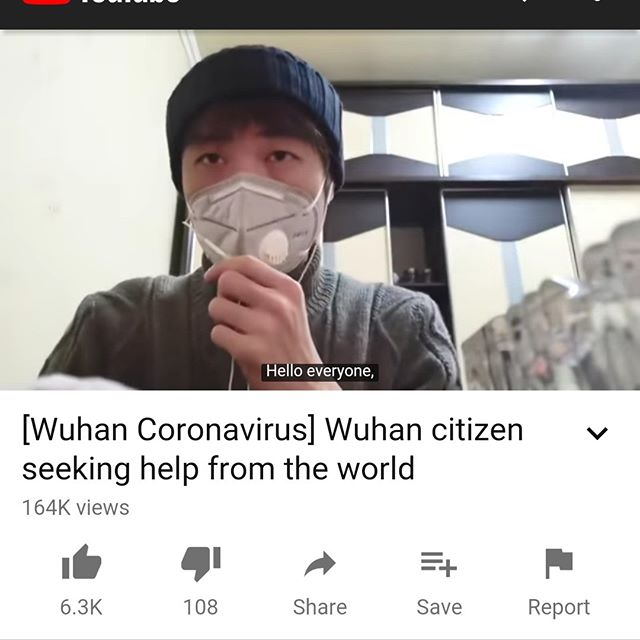 YouTube
Hello everyone,
[Wuhan Coronavirus] Wuhan citizen
seeking help from the world
164K views
6.3K
108
Share
Save
Report